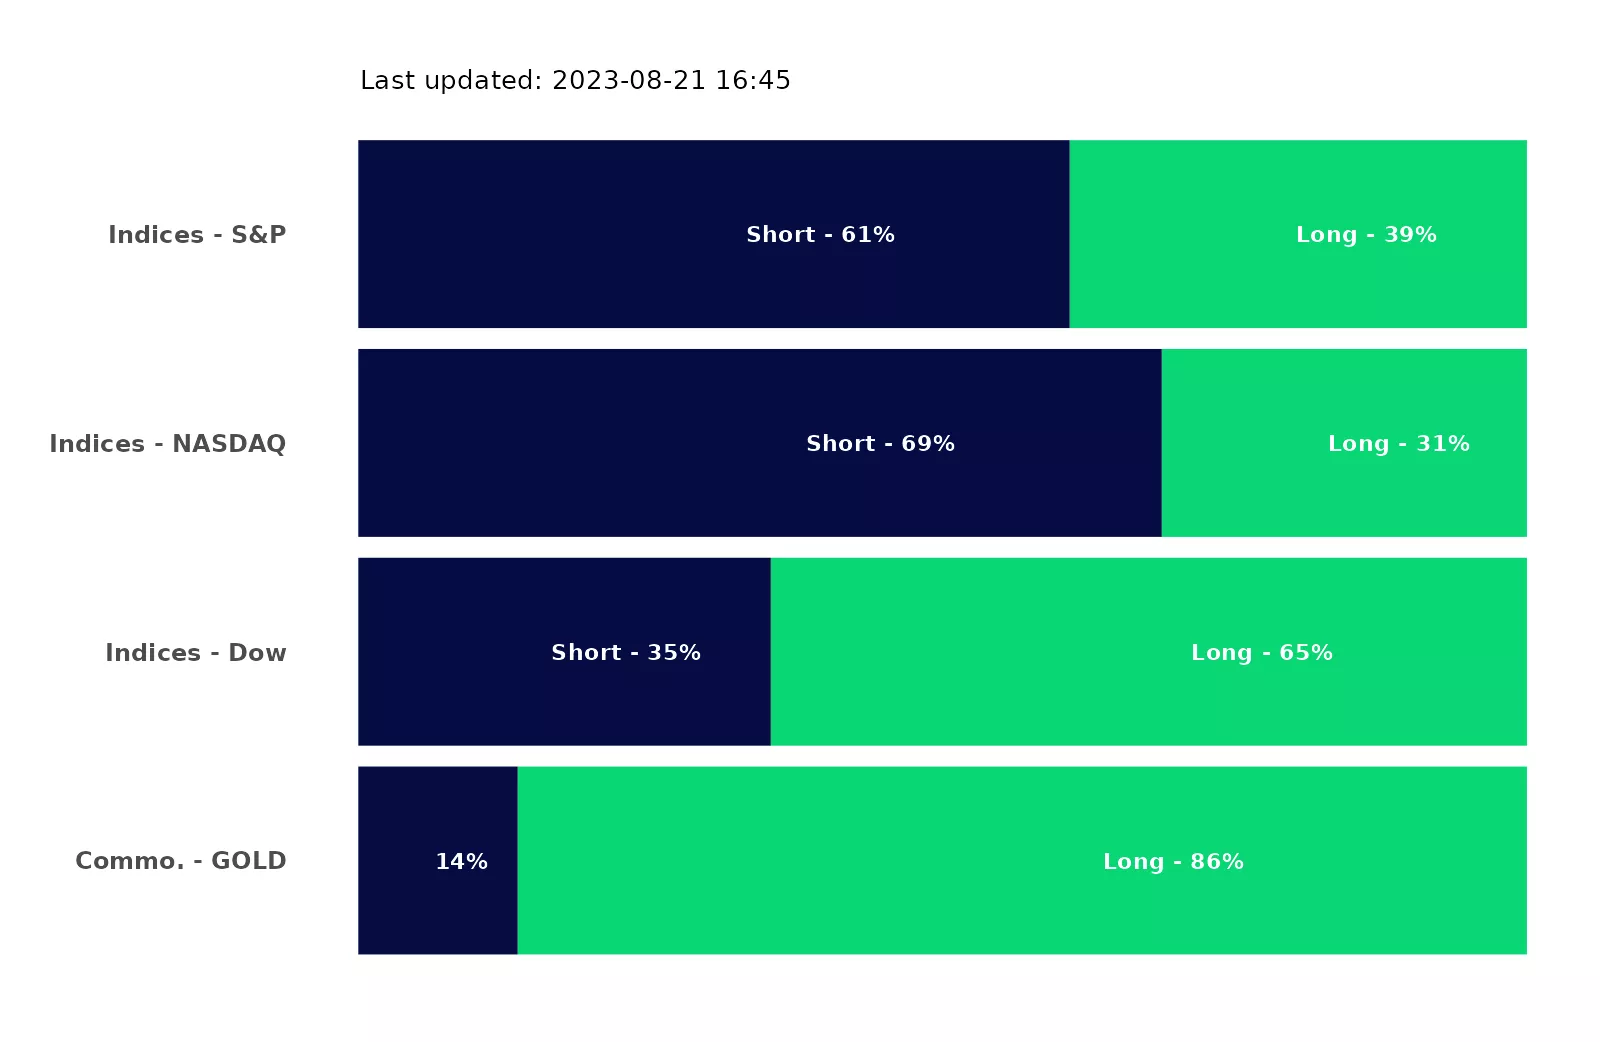 Last updated: 2023-08-21 16:45
Indices - S&P
Short - 61%
Long - 39%
Indices - NASDAQ
Short - 69%
Long - 31%
Indices - Dow
Short - 35%
Long - 65%
Commo. - GOLD
14%
Long - 86%